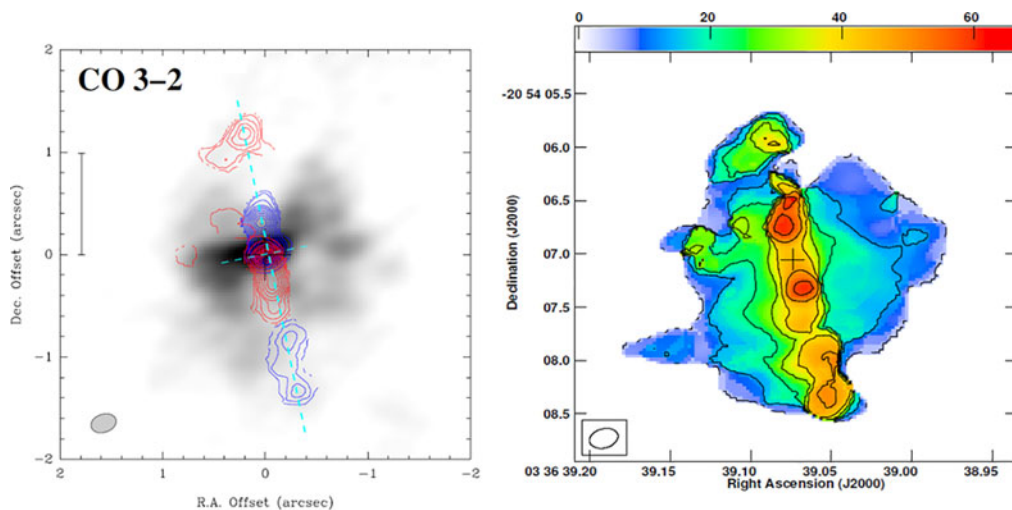 CO 3–2
2
1
0
-1
-2
Dec. Offset (arcsec)
2 1 0 -1 -2
R.A. Offset (arcsec)
0 20 40 60
-20 54 05.5
06.0
06.5
07.0
07.5
08.0
08.5
Declination (J2000)
03 36 39.20 39.15 39.10 39.05 39.00 38.95
Right Ascension (J2000)